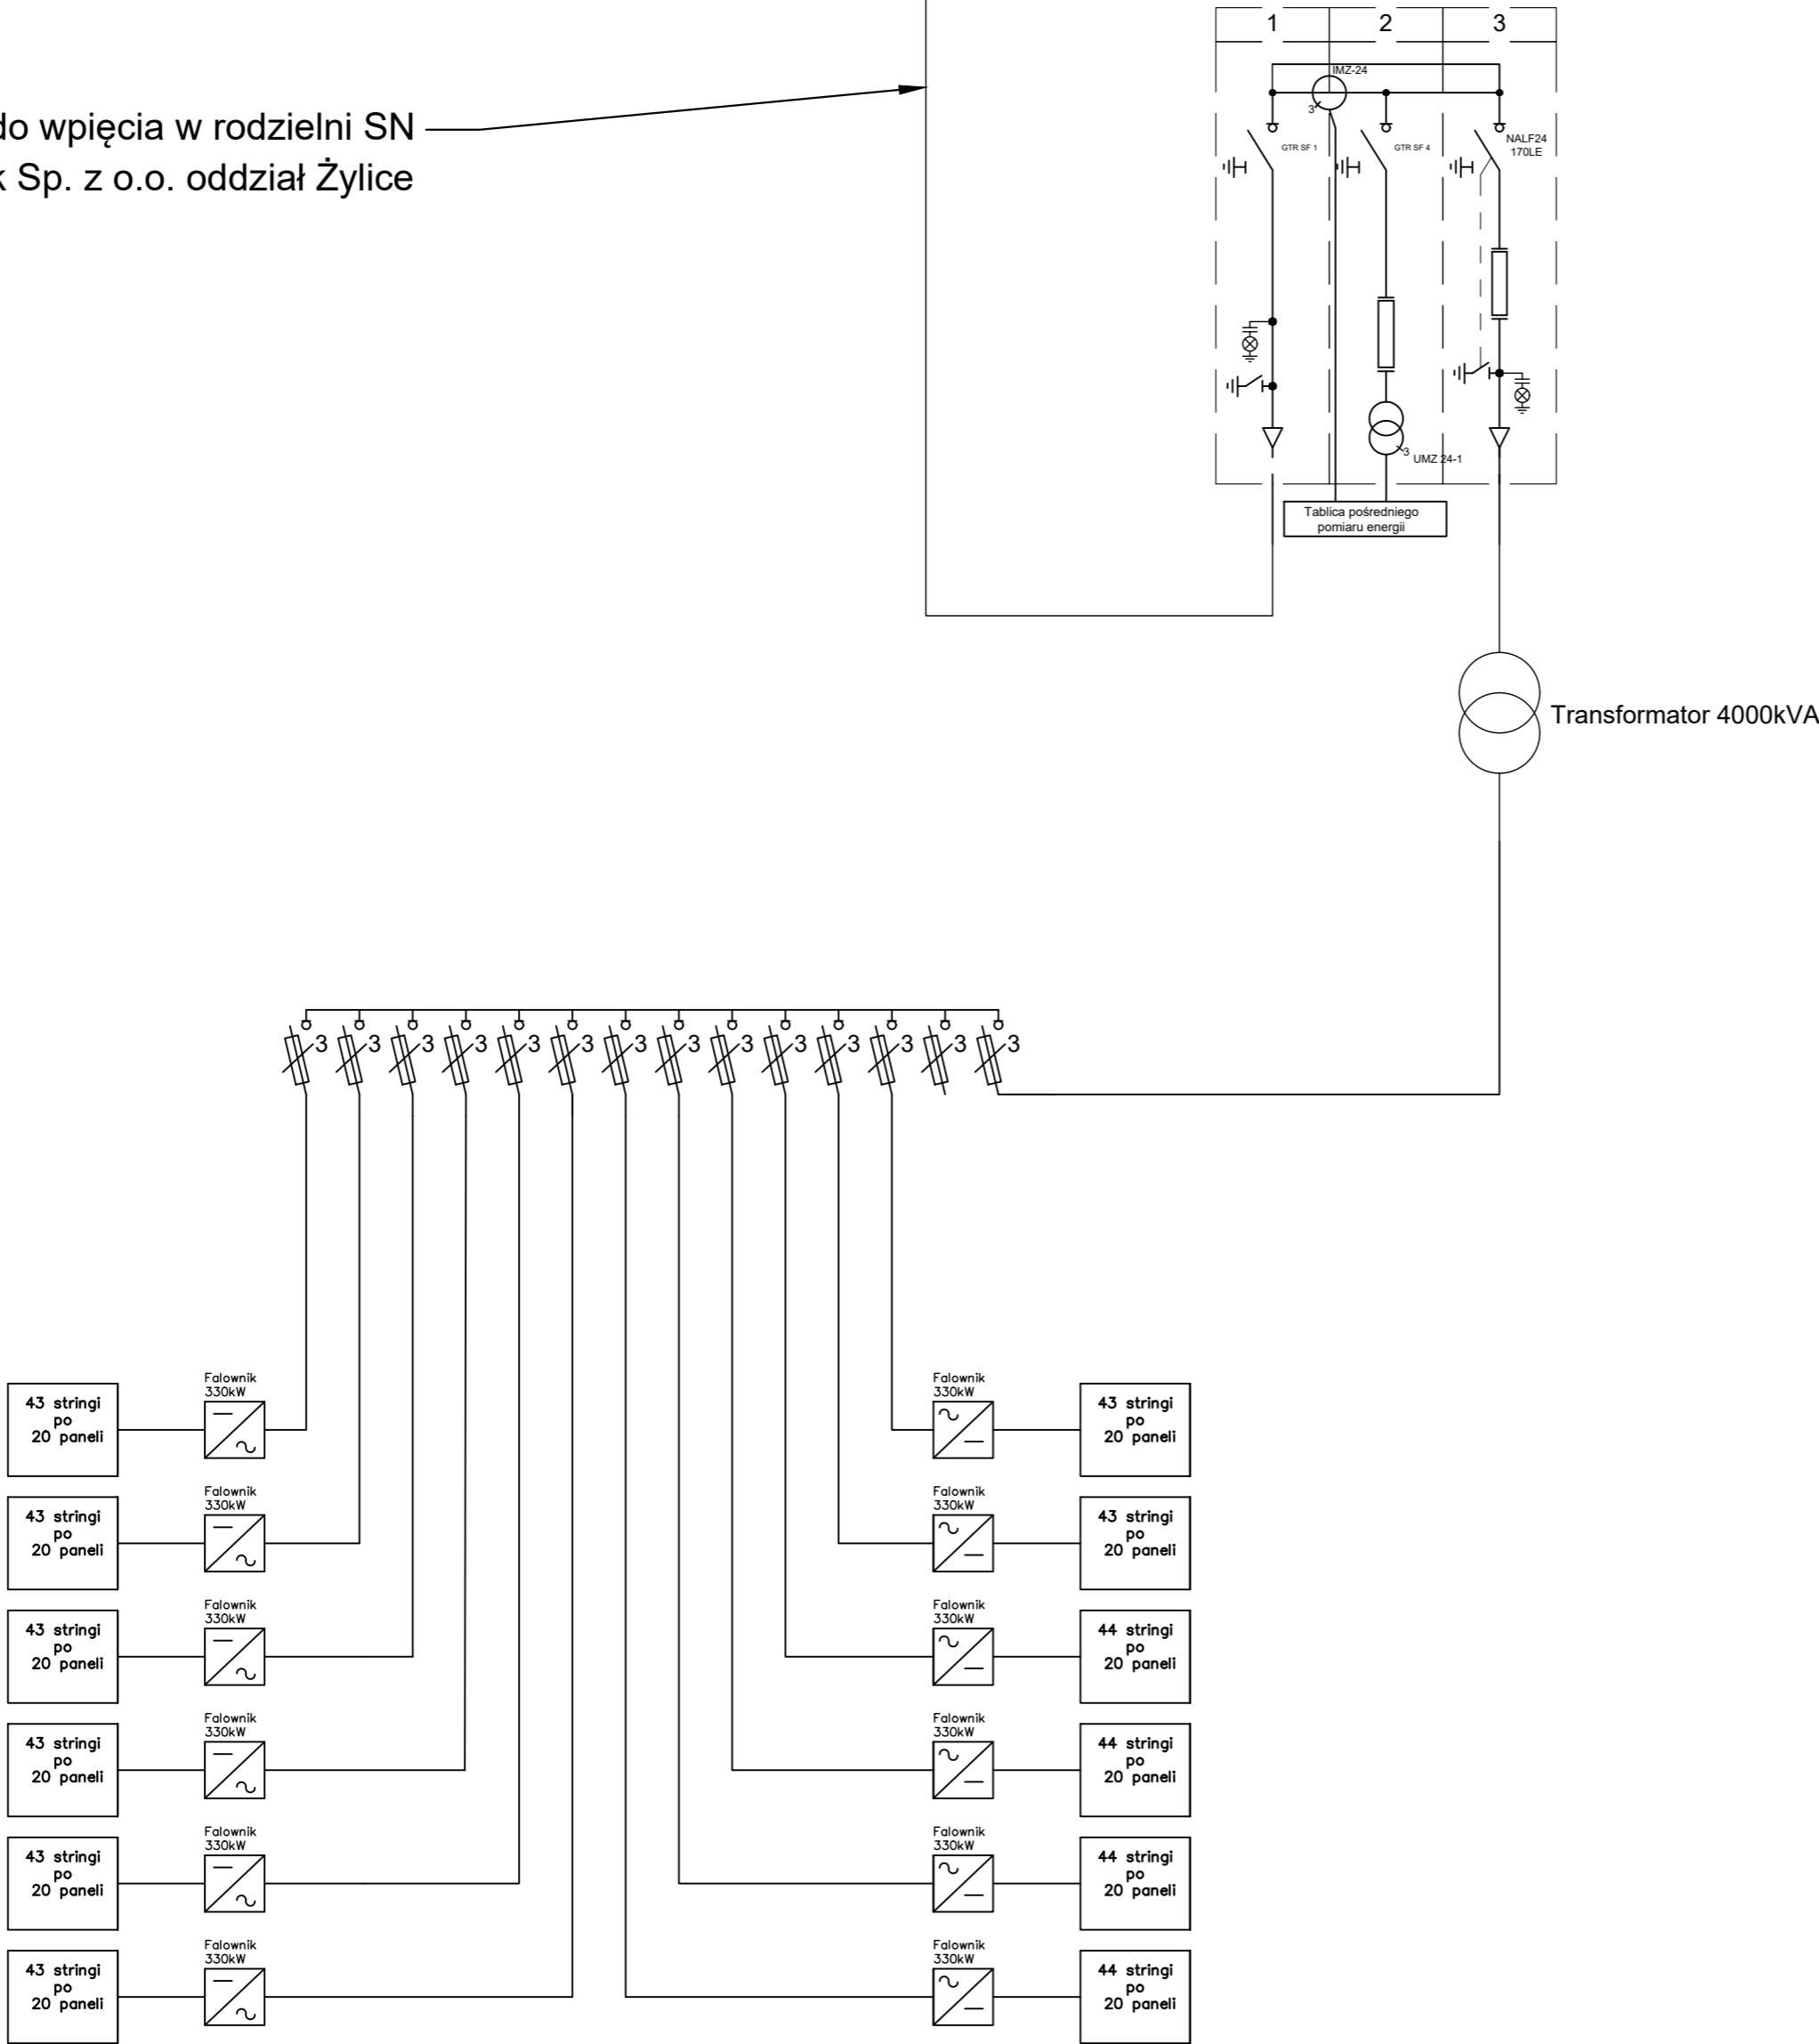 1 2 3
IMZ-24
3
do wpięcia w rodzielni SN
Sp. z o.o. oddział Żylice
GTR SF 1
GTR SF 4
NALF24
170LE
3
UMZ 24-1
Tablica pośredniego
pomiaru energii
Transformator 4000kVA
3 3 3 3 3 3 3 3 3 3 3 3 3 3
Falownik
330kW
43 stringi
po
20 paneli
Falownik
330kW
43 stringi
po
20 paneli
Falownik
330kW
43 stringi
po
20 paneli
Falownik
330kW
43 stringi
po
20 paneli
Falownik
330kW
43 stringi
po
20 paneli
Falownik
330kW
43 stringi
po
20 paneli
Falownik
330kW
43 stringi
po
20 paneli
Falownik
330kW
43 stringi
po
20 paneli
Falownik
330kW
44 stringi
po
20 paneli
Falownik
330kW
44 stringi
po
20 paneli
Falownik
330kW
44 stringi
po
20 paneli
Falownik
330kW
44 stringi
po
20 paneli